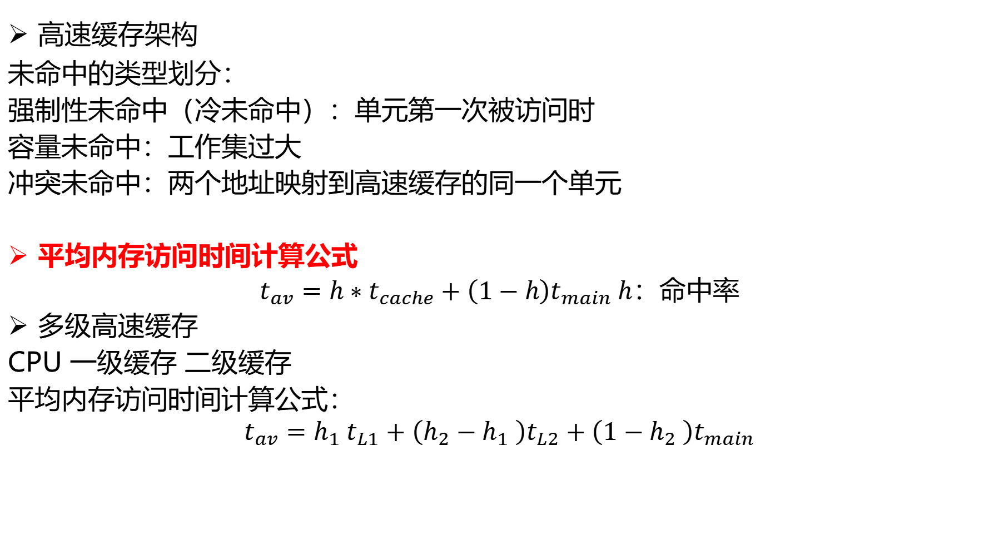 ➢ 高速缓存架构
未命中的类型划分：
强制性未命中（冷未命中）：单元第一次被访问时
容量未命中：工作集过大
冲突未命中：两个地址映射到高速缓存的同一个单元
➢ 平均内存访问时间计算公式
t_{av} = h * t_{cache} + (1 − h)t_{main} h：命中率
➢ 多级高速缓存
CPU 一级缓存 二级缓存
平均内存访问时间计算公式：
t_{av} = h_1 t_{L1} + (h_2 − h_1 )t_{L2} + (1 − h_2 )t_{main}